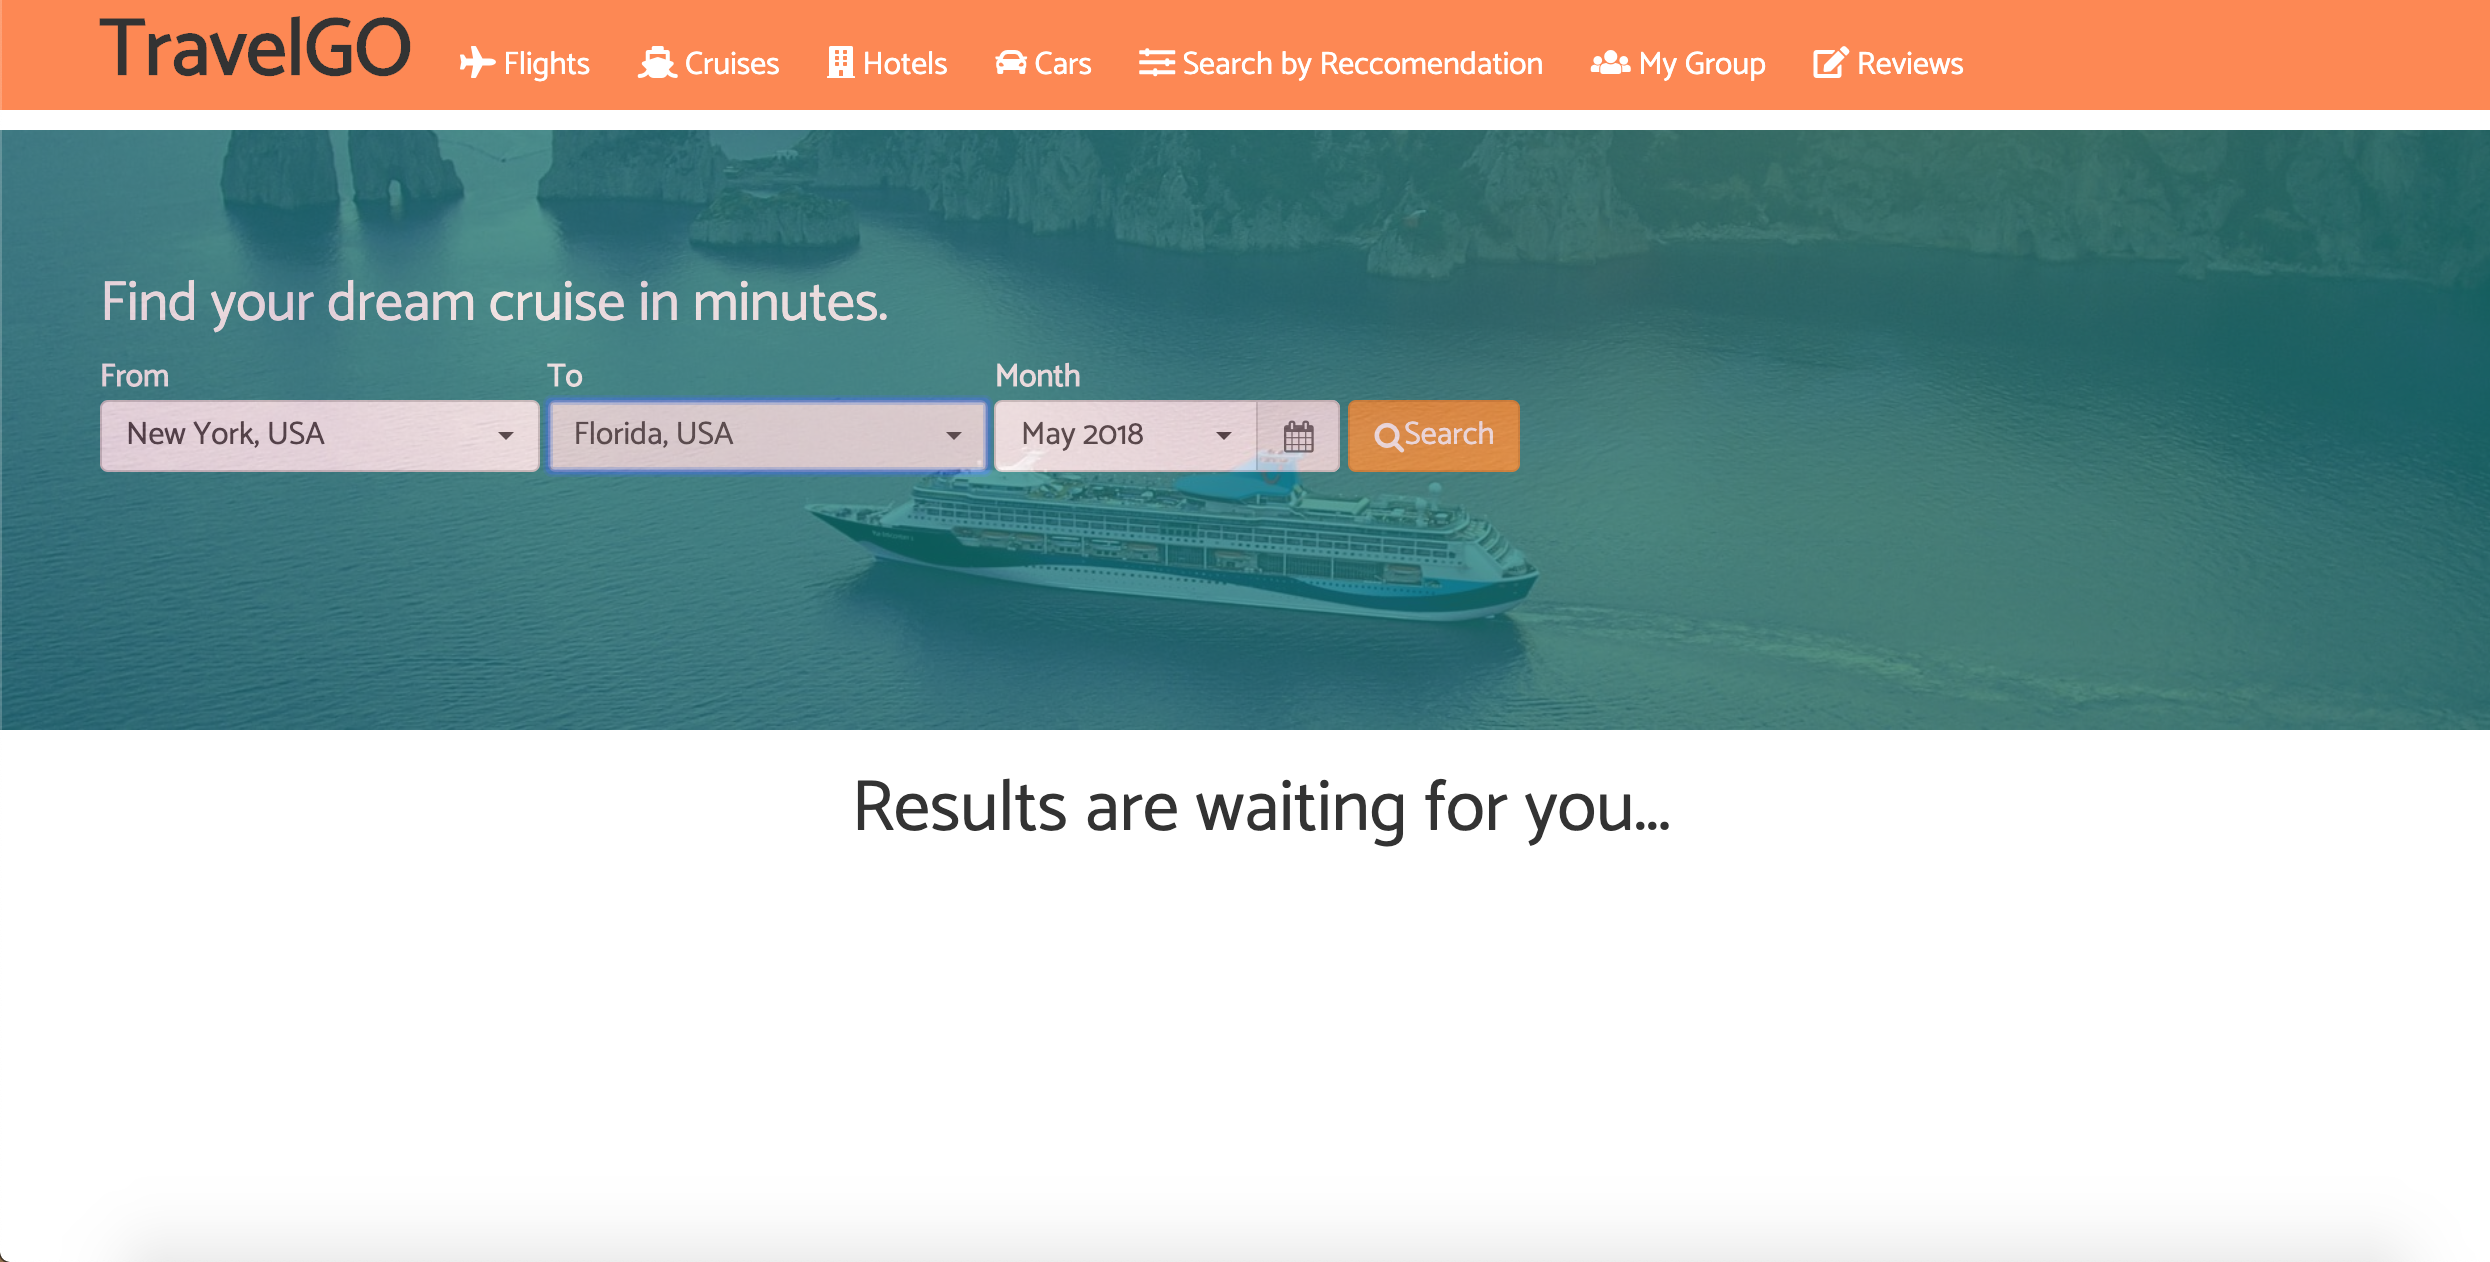 TravelGO
Flights Cruises Hotels Cars Search by Reccomendation My Group Reviews
Find your dream cruise in minutes.
From To Month
New York, USA Florida, USA May 2018 Search
Results are waiting for you...